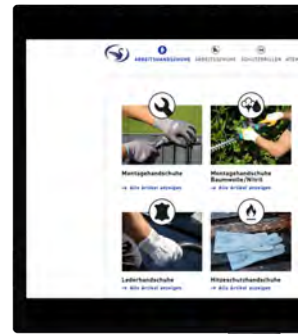 ARBEITSHANDSCHUHE ARBEITSSCHUHE SCHUTZBRILLEN ATEM
Montagehandschuhe
Montagehandschuhe
Baumwolle/Nitril
→ Alle Artikel anzeigen
→ Alle Artikel anzeigen
Lederhandschuhe
Hitzeschutzhandschuhe
→ Alle Artikel anzeigen
→ Alle Artikel anzeigen